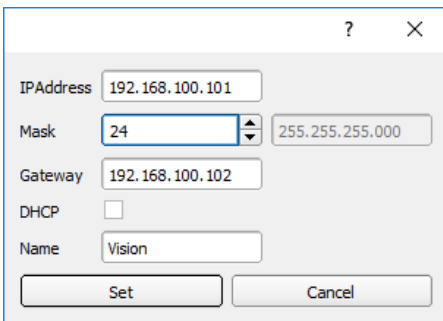 ?
IPAddress 192.168.100.101
Mask 24 255.255.255.000
Gateway 192.168.100.102
DHCP
Name Vision
Set Cancel